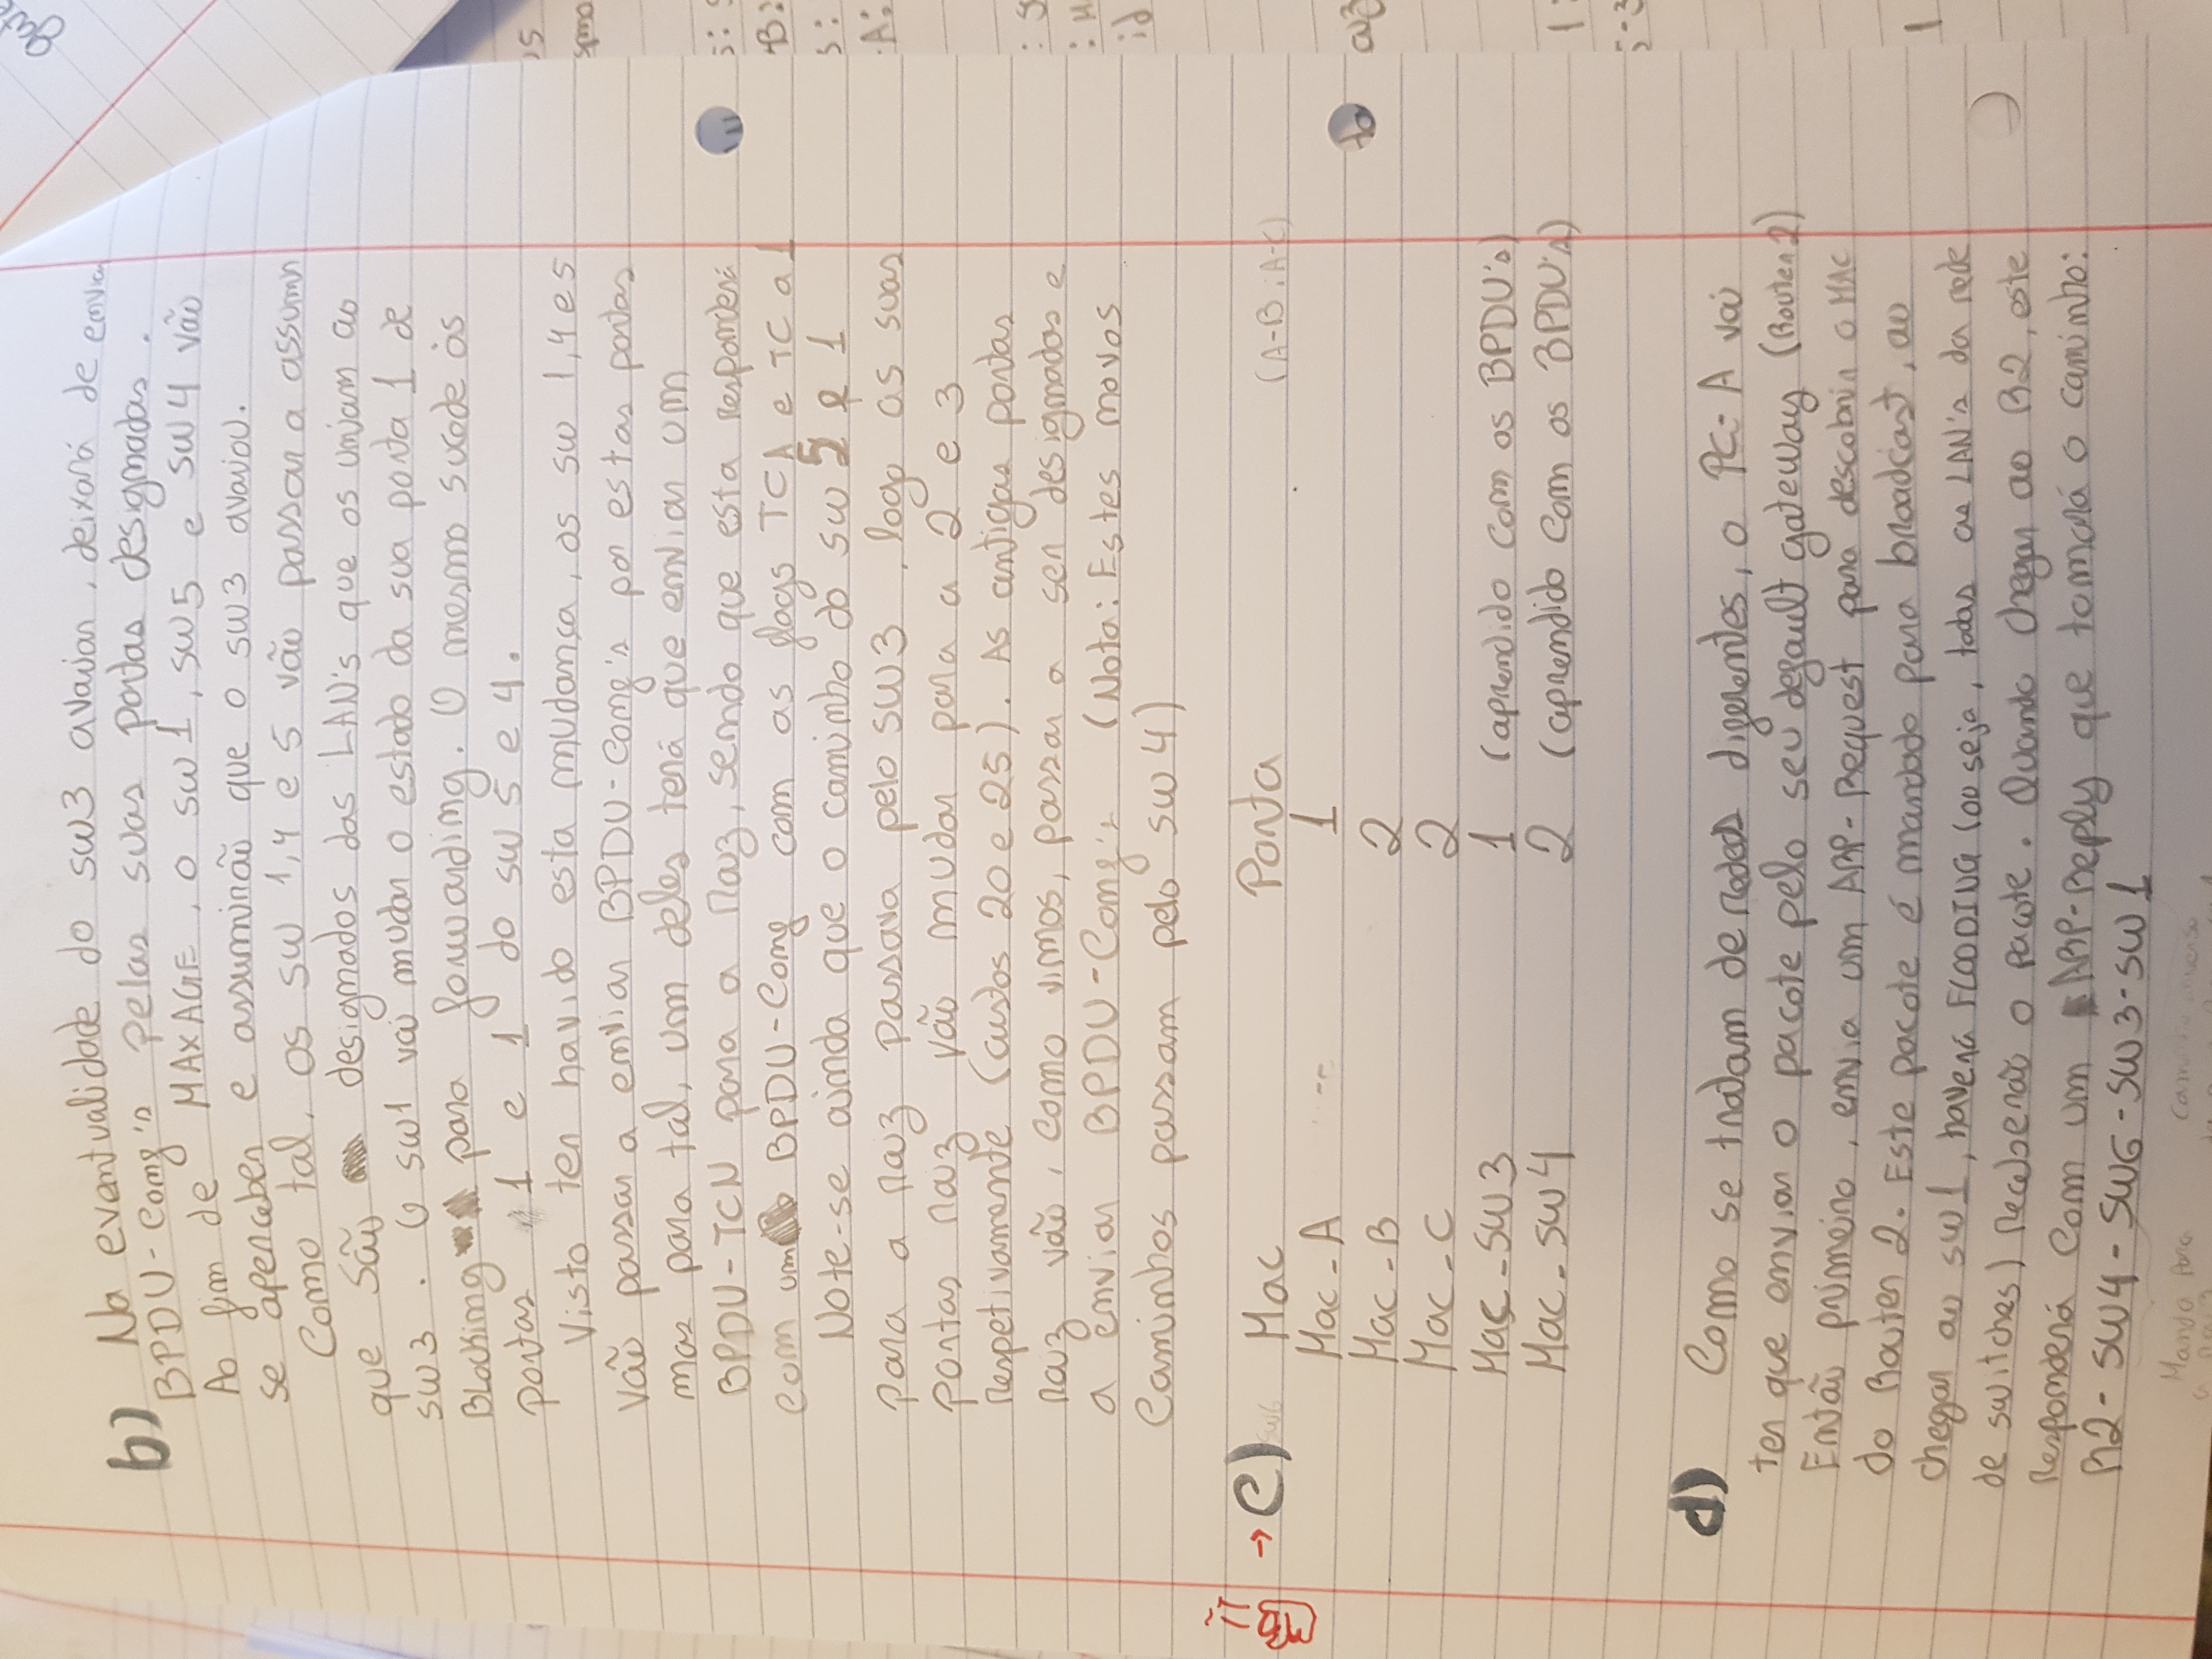 b) Na eventualidade do sw3 avariar, deixará de enviar
BPDU-Conf's pelas suas portas designadas.
Ao fim de MAXAGE, o sw1, sw5 e sw4 vão
se aperceber e assumirão que o sw3 avariou.
Como tal, os sw 1,4 e 5 vão passar a assumir
que são designados das LAN's que os uniam ao
sw3. O sw1 vai mudar o estado da sua porta 1 de
Blocking para forwarding. O mesmo sucede às
portas 1 e 1 do sw 5 e 4.
Visto ter havido esta mudança, os sw 1,4 e 5
vão passar a enviar BPDU-Conf's por estas portas
mas para tal, um deles terá que enviar um
BPDU-TCN para a raiz, sendo que esta responderá
com um BPDU-Conf com as flags TCA e TC a 1
Note-se ainda que o caminho do sw 5 e 1
para a raiz passava pelo sw3, logo as suas
portas raiz vão mudar para a 2 e 3
respetivamente (custos 20 e 25). As antigas portas
raiz vão, como vimos, passar a ser designadas e
a enviar BPDU-Conf's (Nota: Estes novos
Caminhos passam pelo sw4)
→ c) sw6 Mac Porta (A-B; A-C)
Mac-A 1
Mac-B 2
Mac-C 2
Mac-SW3 1 (aprendido com os BPDU's)
Mac-SW4 2 (aprendido com os BPDU's)
d) Como se tratam de redes diferentes, o PC-A vai
ter que enviar o pacote pelo seu default gateway (Router 2)
Então primeiro, envia um ARP-Request para descobrir o MAC
do Router 2. Este pacote é mandado para broadcast, ao
chegar ao sw1, haverá FLOODING (ou seja, todas as LAN's da rede
de switches) receberão o pacote. Quando chegar ao R2, este
responderá com um ARP-Reply que tomará o caminho:
R2-SW4-SW6-SW3-SW1
Manda para
Caminho inverso
a raiz